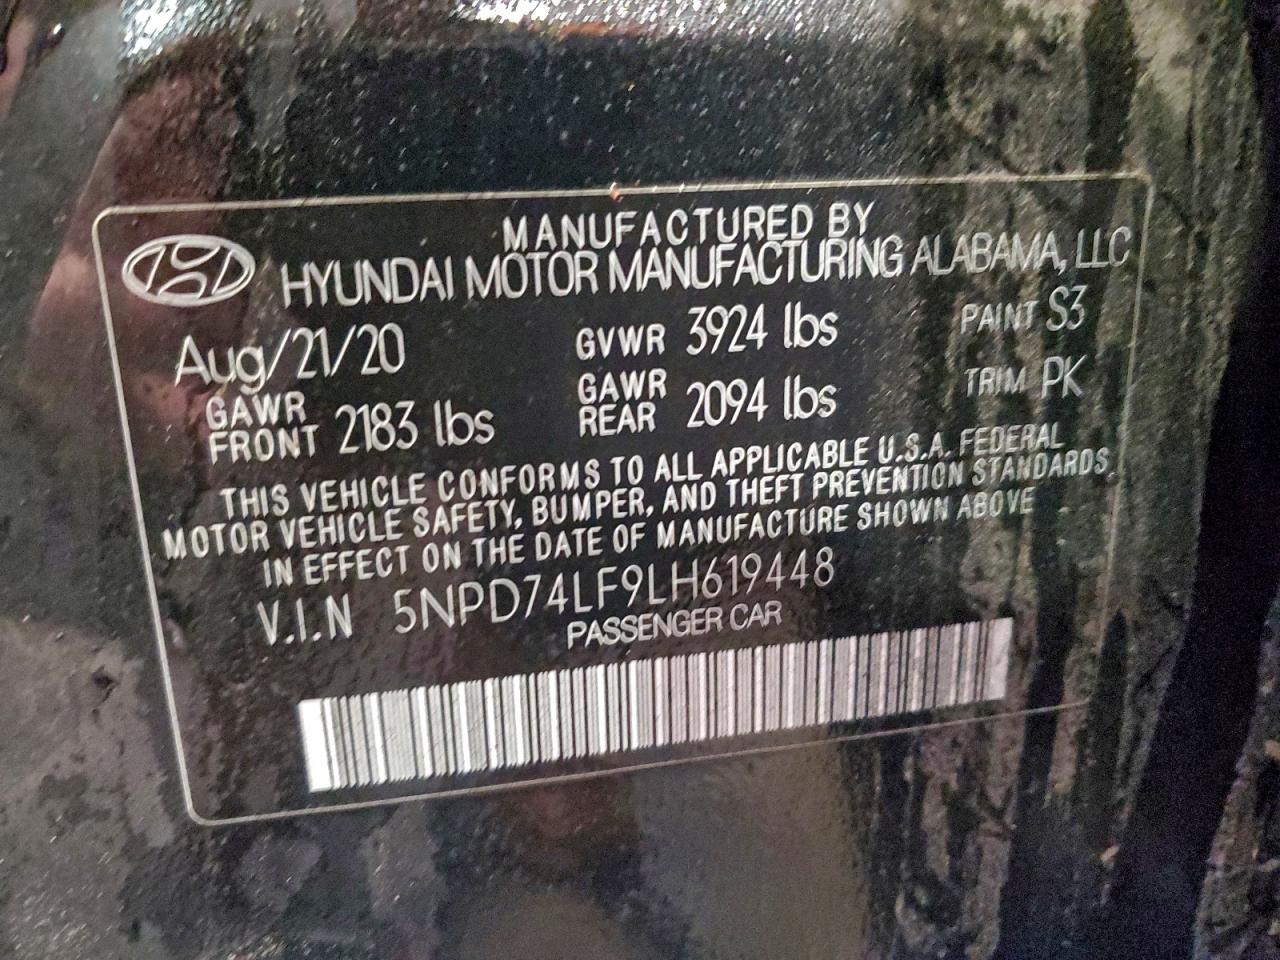 MANUFACTURED BY
HYUNDAI MOTOR MANUFACTURING ALABAMA, LLC
Aug/21/20 GVWR 3924 lbs PAINT S3
GAWR FRONT 2183 lbs GAWR REAR 2094 lbs TRIM PK
THIS VEHICLE CONFORMS TO ALL APPLICABLE U.S.A. FEDERAL
MOTOR VEHICLE SAFETY, BUMPER, AND THEFT PREVENTION STANDARDS
IN EFFECT ON THE DATE OF MANUFACTURE SHOWN ABOVE
V.I.N 5NPD74LF9LH619448
PASSENGER CAR